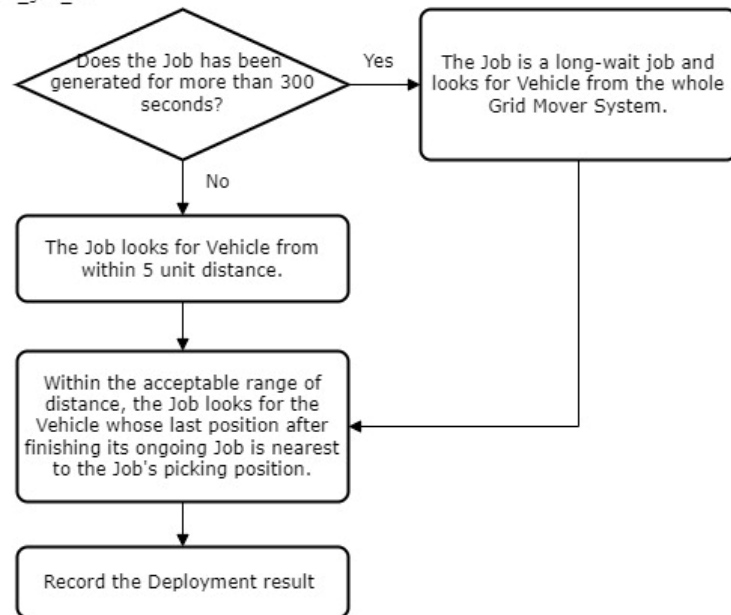 Does the Job has been
generated for more than 300
seconds?
Yes
The Job is a long-wait job and
looks for Vehicle from the whole
Grid Mover System.
No
The Job looks for Vehicle from
within 5 unit distance.
Within the acceptable range of
distance, the Job looks for the
Vehicle whose last position after
finishing its ongoing Job is nearest
to the Job's picking position.
Record the Deployment result